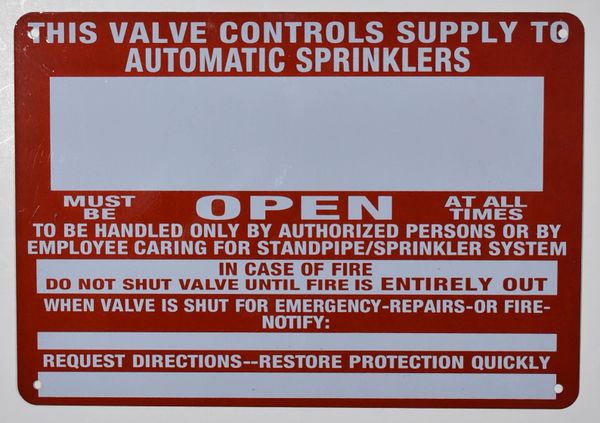 THIS VALVE CONTROLS SUPPLY TO
AUTOMATIC SPRINKLERS
MUST BE OPEN AT ALL TIMES
TO BE HANDLED ONLY BY AUTHORIZED PERSONS OR BY
EMPLOYEE CARING FOR STANDPIPE/SPRINKLER SYSTEM
IN CASE OF FIRE
DO NOT SHUT VALVE UNTIL FIRE IS ENTIRELY OUT
WHEN VALVE IS SHUT FOR EMERGENCY-REPAIRS-OR FIRE-
NOTIFY:
REQUEST DIRECTIONS--RESTORE PROTECTION QUICKLY